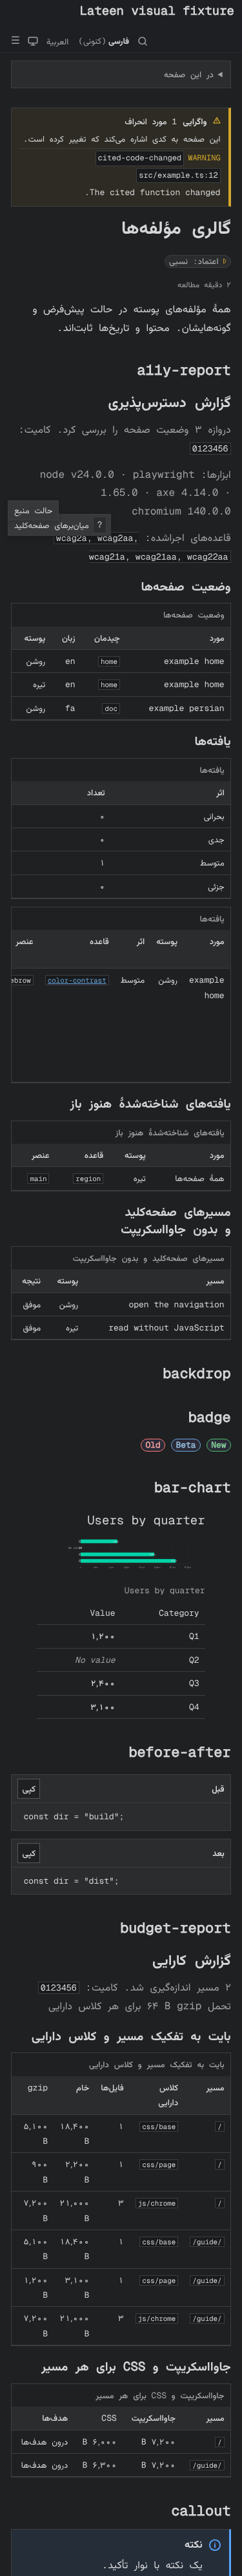 Lateen visual fixture
فارسی (کنونی) العربية
در این صفحه
واگرایی 1 مورد انحراف
این صفحه به کدی اشاره می‌کند که تغییر کرده است.
WARNING cited-code-changed
src/example.ts:12
The cited function changed.
گالری مؤلفه‌ها
اعتماد: نسبی
۲ دقیقه مطالعه
همهٔ مؤلفه‌های پوسته در حالت پیش‌فرض و
گونه‌هایشان. محتوا و تاریخ‌ها ثابت‌اند.
a11y-report
گزارش دسترس‌پذیری
دروازه ۳ وضعیت صفحه را بررسی کرد. کامیت:
0123456
ابزارها: node v24.0.0 · playwright
1.65.0 · axe 4.14.0 ·
chromium 140.0.0
حالت منبع
? میان‌برهای صفحه‌کلید
قاعده‌های اجراشده: wcag2a, wcag2aa,
wcag21a, wcag21aa, wcag22aa
وضعیت صفحه‌ها
وضعیت صفحه‌ها
مورد چیدمان زبان پوسته
example home home en روشن
example home home en تیره
example persian doc fa روشن
یافته‌ها
یافته‌ها
اثر تعداد
بحرانی ۰
جدی ۰
متوسط ۱
جزئی ۰
یافته‌ها
مورد پوسته اثر قاعده عنصر
example home روشن متوسط color-contrast
یافته‌های شناخته‌شدهٔ هنوز باز
یافته‌های شناخته‌شدهٔ هنوز باز
مورد پوسته قاعده عنصر
همهٔ صفحه‌ها تیره region main
مسیرهای صفحه‌کلید
و بدون جاوااسکریپت
مسیرهای صفحه‌کلید و بدون جاوااسکریپت
مسیر پوسته نتیجه
open the navigation روشن موفق
read without JavaScript تیره موفق
backdrop
badge
New Beta Old
bar-chart
Users by quarter
Users by quarter
Category Value
Q1 ۱,۲۰۰
Q2 No value
Q3 ۲,۴۰۰
Q4 ۳,۱۰۰
before-after
قبل کپی
const dir = "build";
بعد کپی
const dir = "dist";
budget-report
گزارش کارایی
۲ مسیر اندازه‌گیری شد. کامیت: 0123456
تحمل ۶۴ B gzip برای هر کلاس دارایی
بایت به تفکیک مسیر و کلاس دارایی
بایت به تفکیک مسیر و کلاس دارایی
مسیر کلاس دارایی فایل‌ها خام gzip
/ css/base ۱ ۱۸,۴۰۰ B ۵,۱۰۰ B
/ css/page ۱ ۲,۲۰۰ B ۹۰۰ B
/ js/chrome ۳ ۲۱,۰۰۰ B ۷,۲۰۰ B
/guide/ css/base ۱ ۱۸,۴۰۰ B ۵,۱۰۰ B
/guide/ css/page ۱ ۳,۱۰۰ B ۱,۲۰۰ B
/guide/ js/chrome ۳ ۲۱,۰۰۰ B ۷,۲۰۰ B
جاوااسکریپت و CSS برای هر مسیر
جاوااسکریپت و CSS برای هر مسیر
مسیر جاوااسکریپت CSS هدف‌ها
/ ۷,۲۰۰ B ۶,۰۰۰ B درون هدف‌ها
/guide/ ۷,۲۰۰ B ۶,۳۰۰ B درون هدف‌ها
callout
نکته
یک نکته با نوار تأکید.